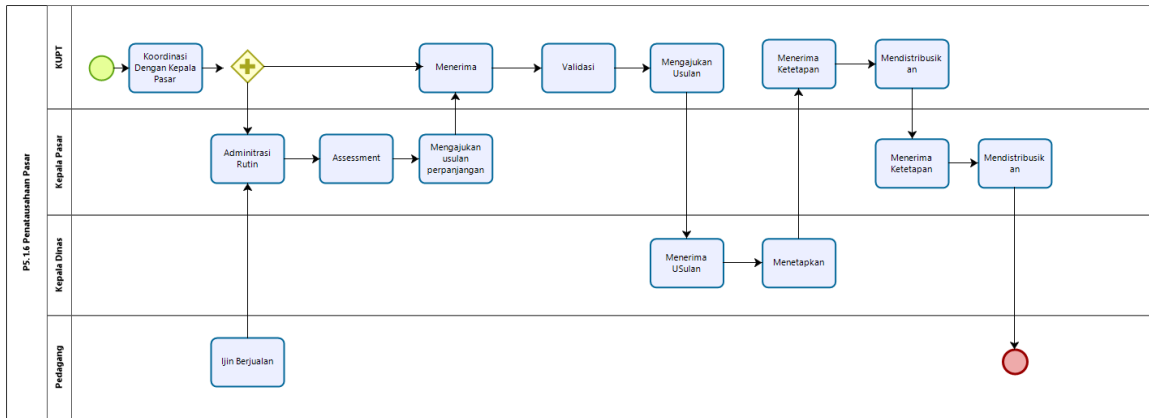 P5.1.6 Penatausahaan Pasar
KUPT
Koordinasi
Dengan Kepala
Pasar
Menerima
Validasi
Mengajukan
Usulan
Menerima
Ketetapan
Mendistribusik
an
Kepala Pasar
Adminitrasi
Rutin
Assessment
Mengajukan
usulan
perpanjangan
Menerima
Ketetapan
Mendistribusik
an
Kepala Dinas
Menerima
USulan
Menetapkan
Pedagang
Ijin Berjualan